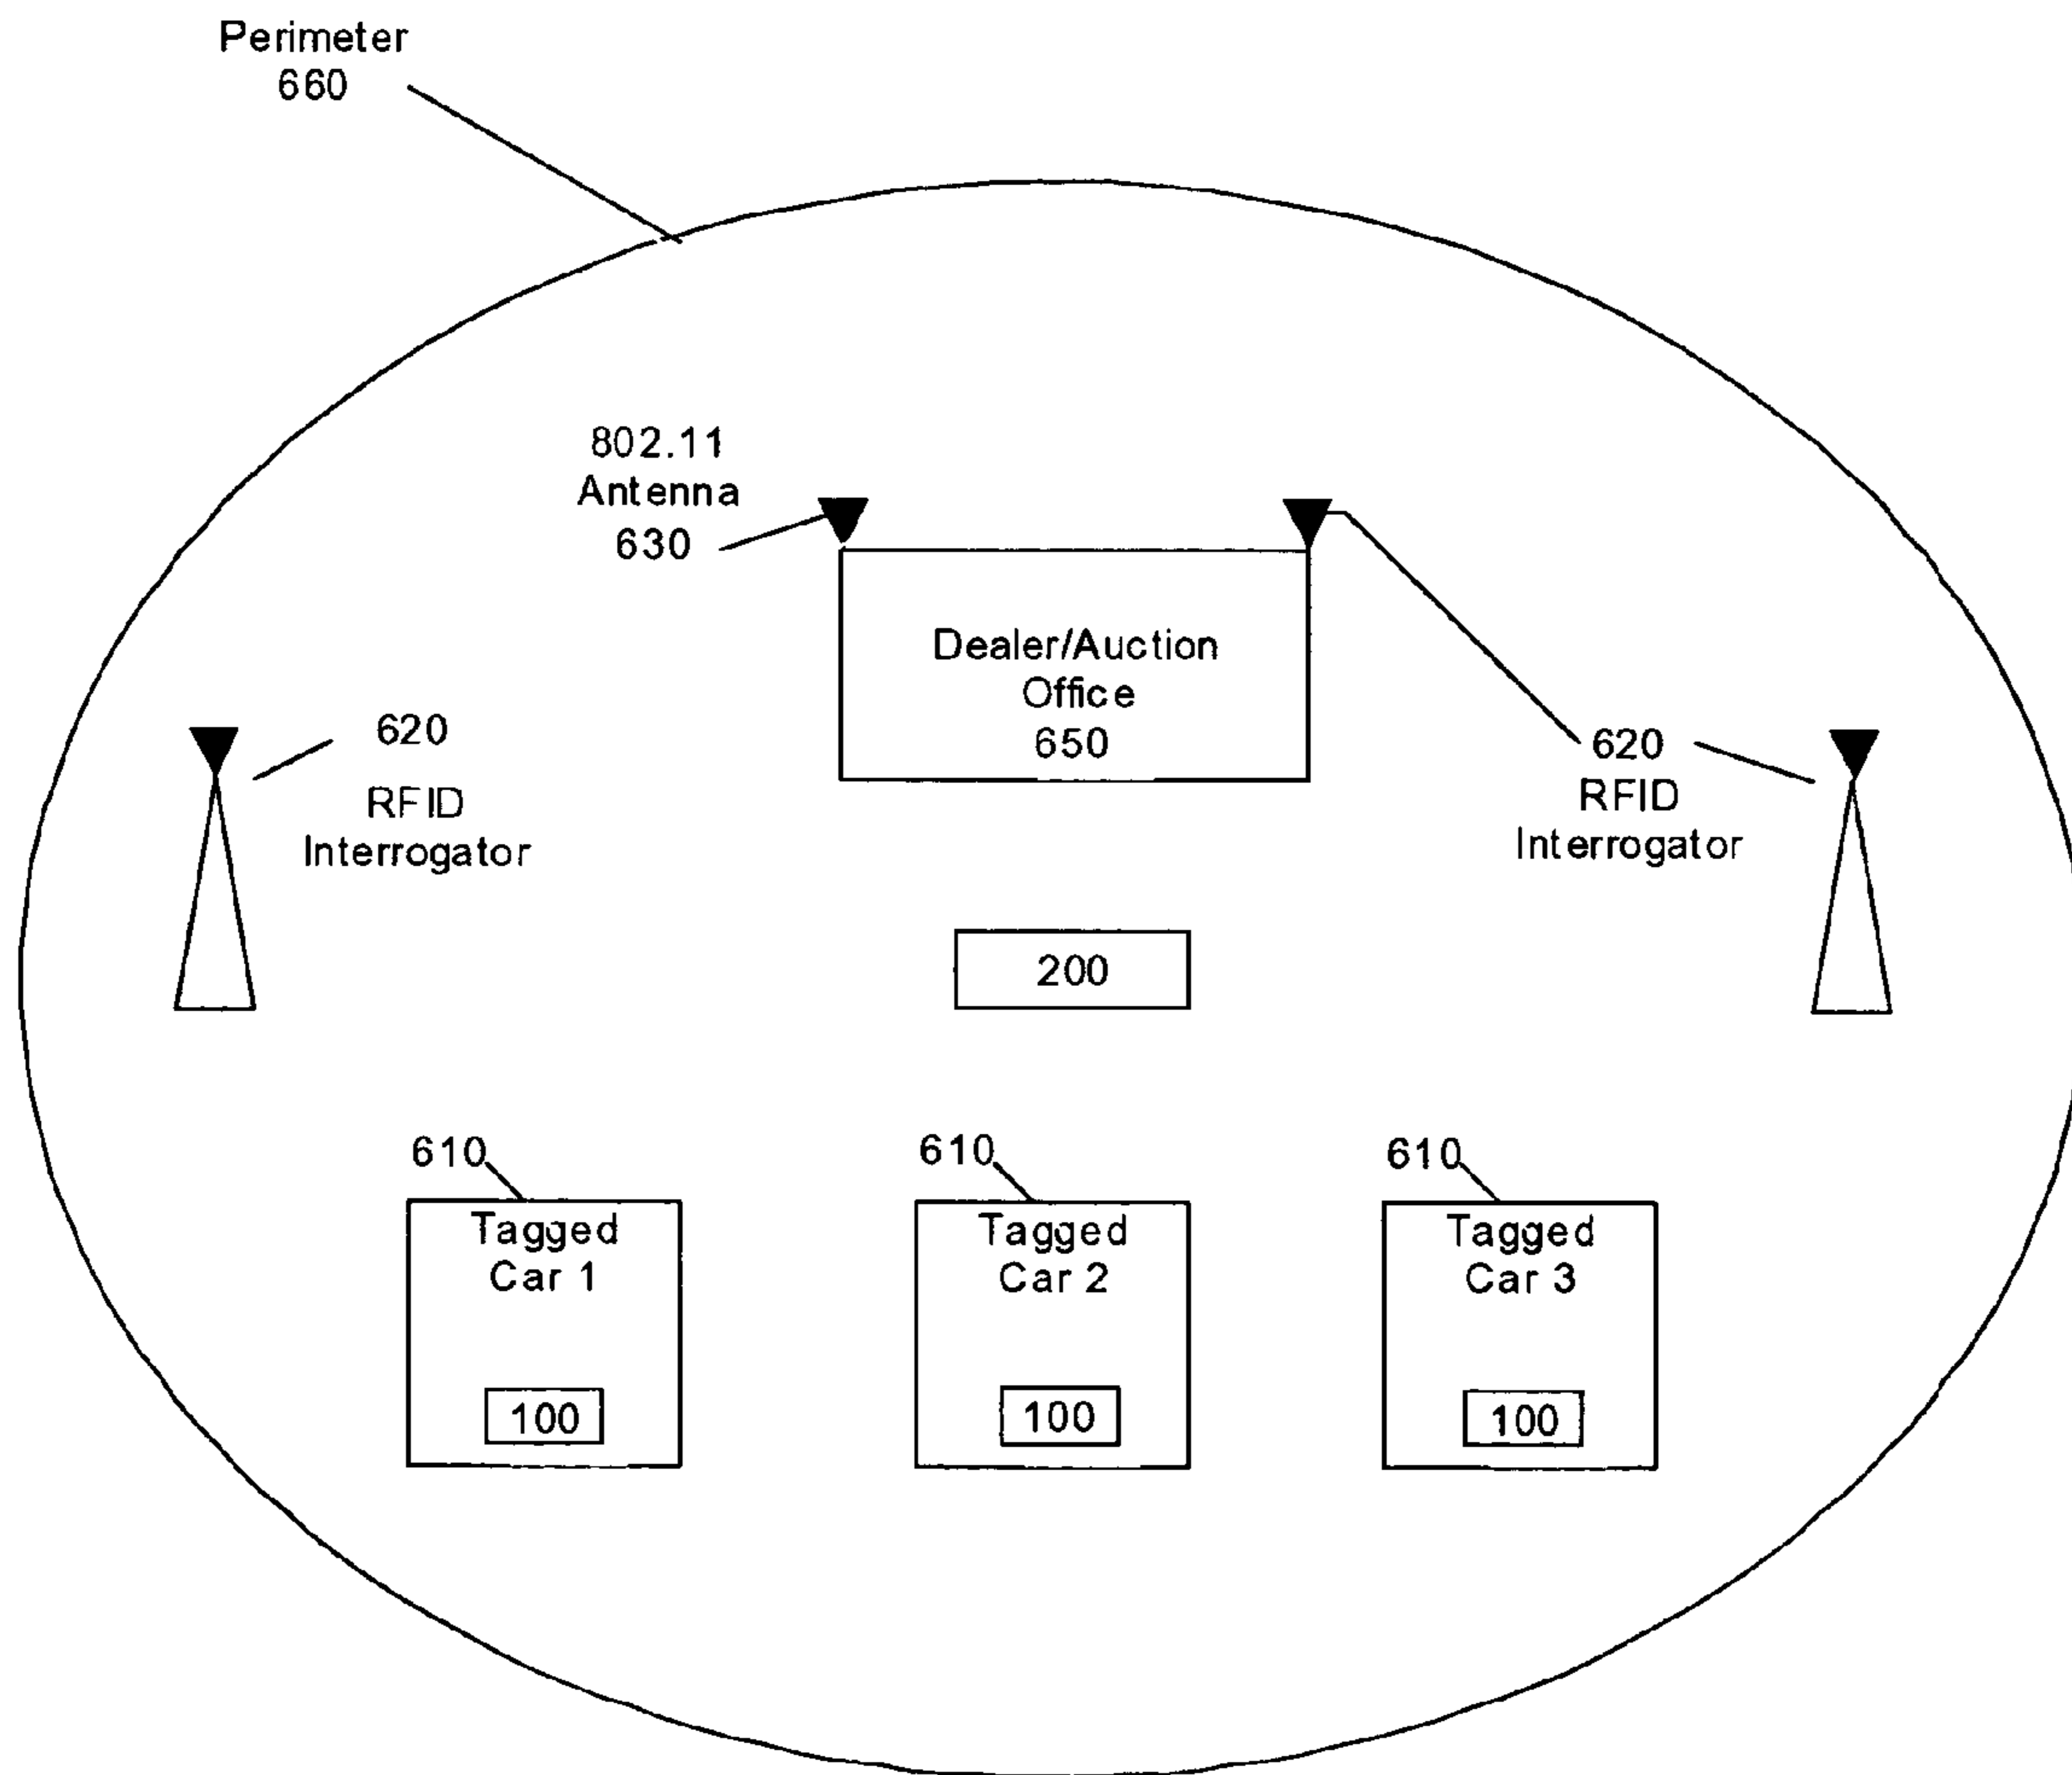 Perimeter
660
802.11
Antenna
630
Dealer/Auction
Office
650
620
RFID
Interrogator
620
RFID
Interrogator
200
610
610
610
Tagged
Car 1
Tagged
Car 2
Tagged
Car 3
100
100
100